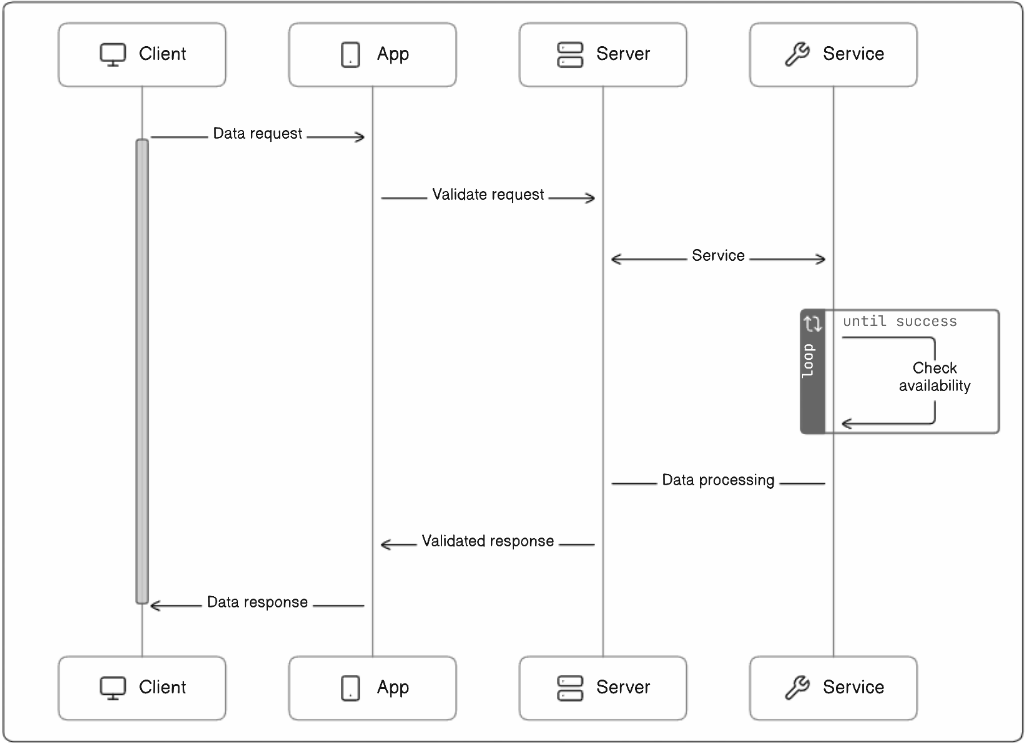 Client
App
Server
Service
Data request
Validate request
Service
until success
loop
Check
availability
Data processing
Validated response
Data response
Client
App
Server
Service